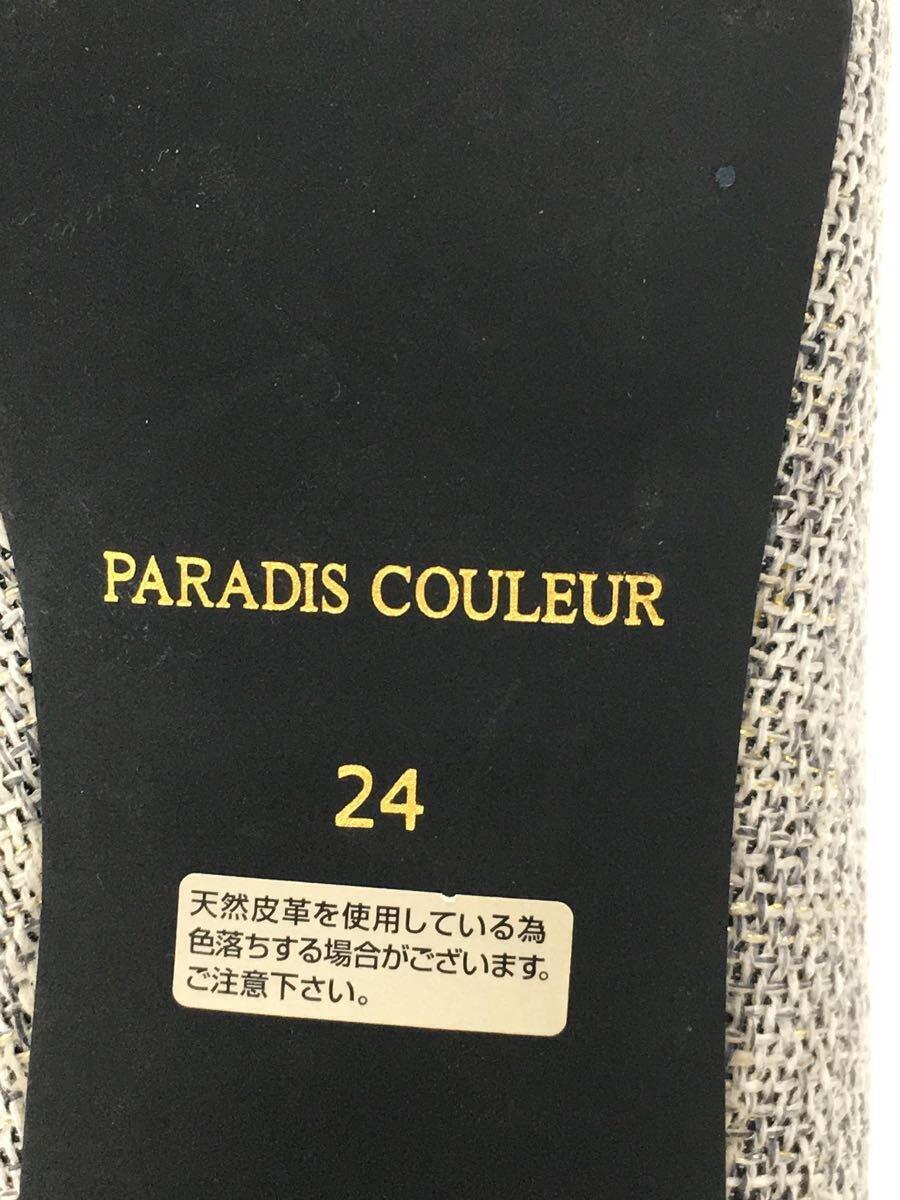 PARADIS COULEUR
24
天然皮革を使用している為
色落ちする場合がございます。
ご注意下さい。